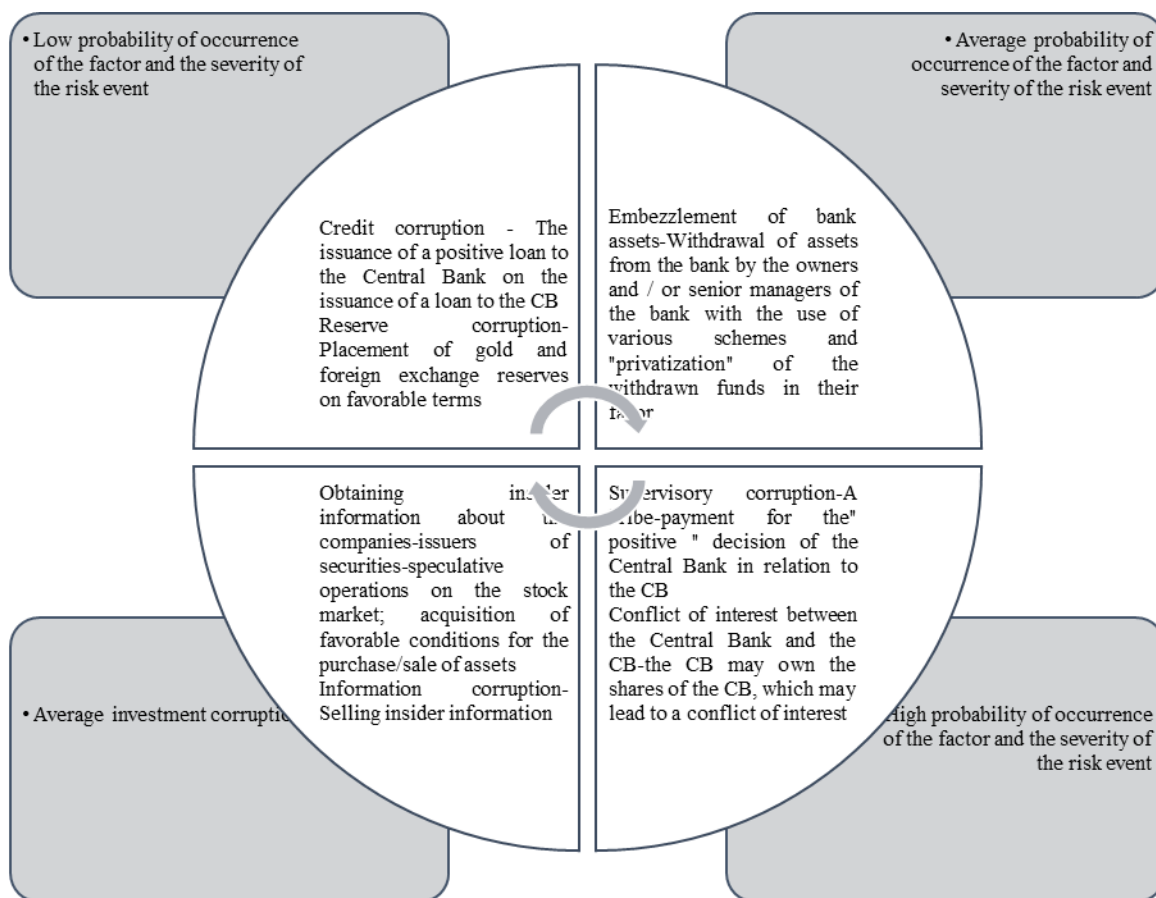 • Low probability of occurrence
of the factor and the severity of
the risk event
• Average probability of
occurrence of the factor and
severity of the risk event
Credit corruption - The
issuance of a positive loan to
the Central Bank on the
issuance of a loan to the CB
Reserve corruption-
Placement of gold and
foreign exchange reserves
on favorable terms
Embezzlement of bank
assets-Withdrawal of assets
from the bank by the owners
and / or senior managers of
the bank with the use of
various schemes and
"privatization" of the
withdrawn funds in their
Obtaining
information about
companies-issuers of
securities-speculative
operations on the stock
market; acquisition of
favorable conditions for the
purchase/sale of assets
Information corruption-
Selling insider information
Supervisory corruption-A
bribe-payment for the"
positive " decision of the
Central Bank in relation to
the CB
Conflict of interest between
the Central Bank and the
CB-the CB may own the
shares of the CB, which may
lead to a conflict of interest
• Average investment
High probability of occurrence
of the factor and the severity of
the risk event